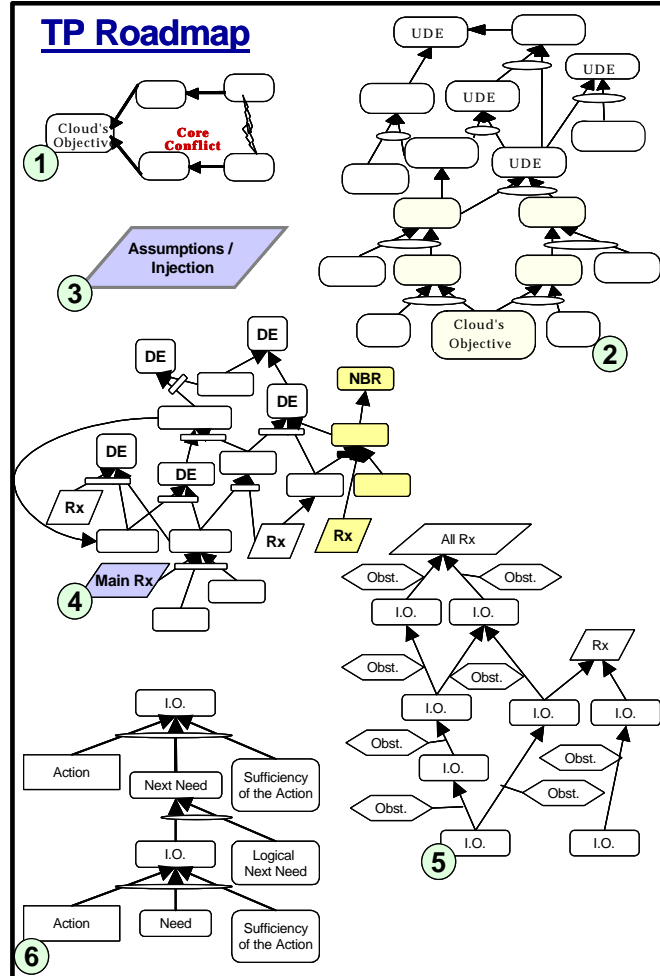 TP Roadmap
Cloud's
Objective
Core
Conflict
1
UDE
UDE
UDE
UDE
Cloud's
Objective
2
Assumptions /
Injection
3
DE
DE
NBR
DE
DE
DE
Rx
Rx
Rx
Main Rx
4
All Rx
Obst.
Obst.
I.O.
I.O.
Rx
Obst.
Obst.
I.O.
I.O.
I.O.
Obst.
Obst.
I.O.
Obst.
Obst.
I.O.
I.O.
5
I.O.
Action
Next Need
Sufficiency
of the Action
I.O.
Logical
Next Need
Action
Need
Sufficiency
of the Action
6